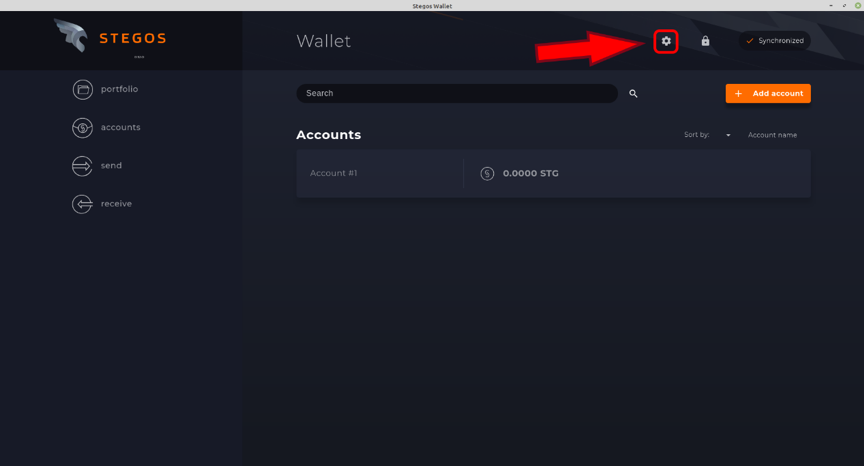 Stegos Wallet
STEGOS
Wallet
Synchronized
portfolio
accounts
send
receive
Search
+ Add account
Accounts
Sort by:
Account name
Account #1
0.0000 STG